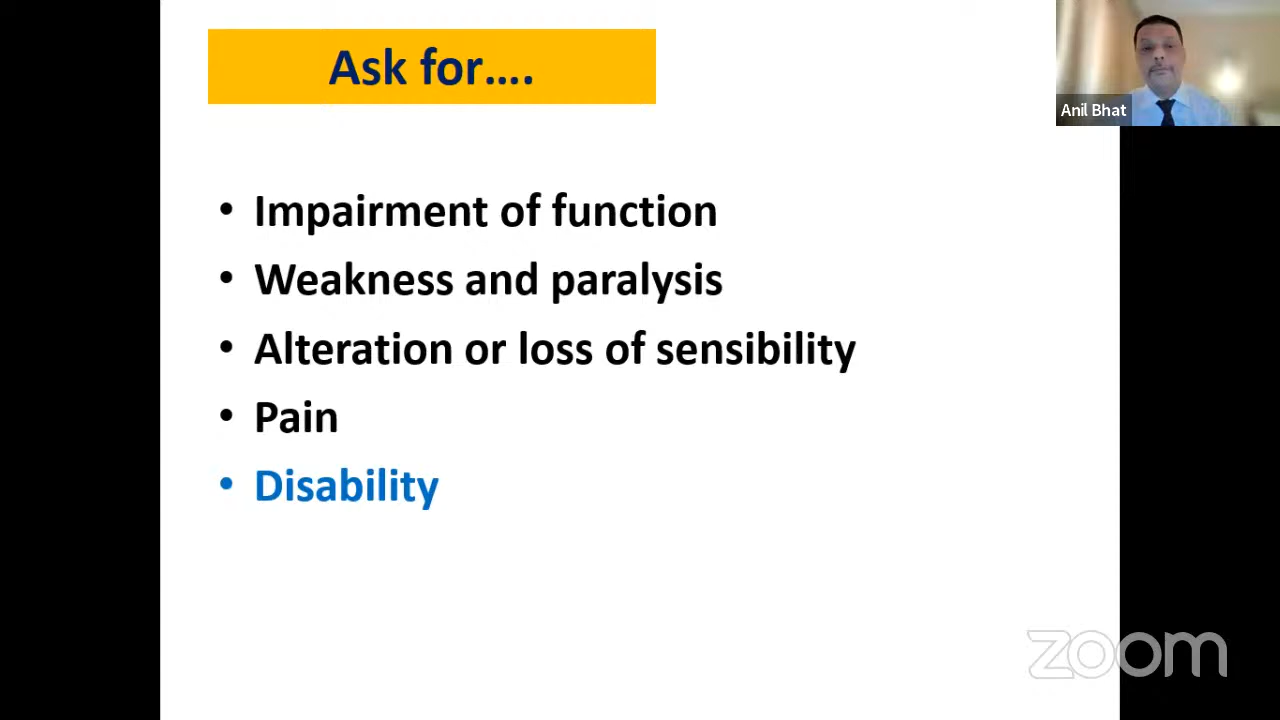 Ask for....
Anil Bhat
• Impairment of function
• Weakness and paralysis
• Alteration or loss of sensibility
• Pain
• Disability
zoom